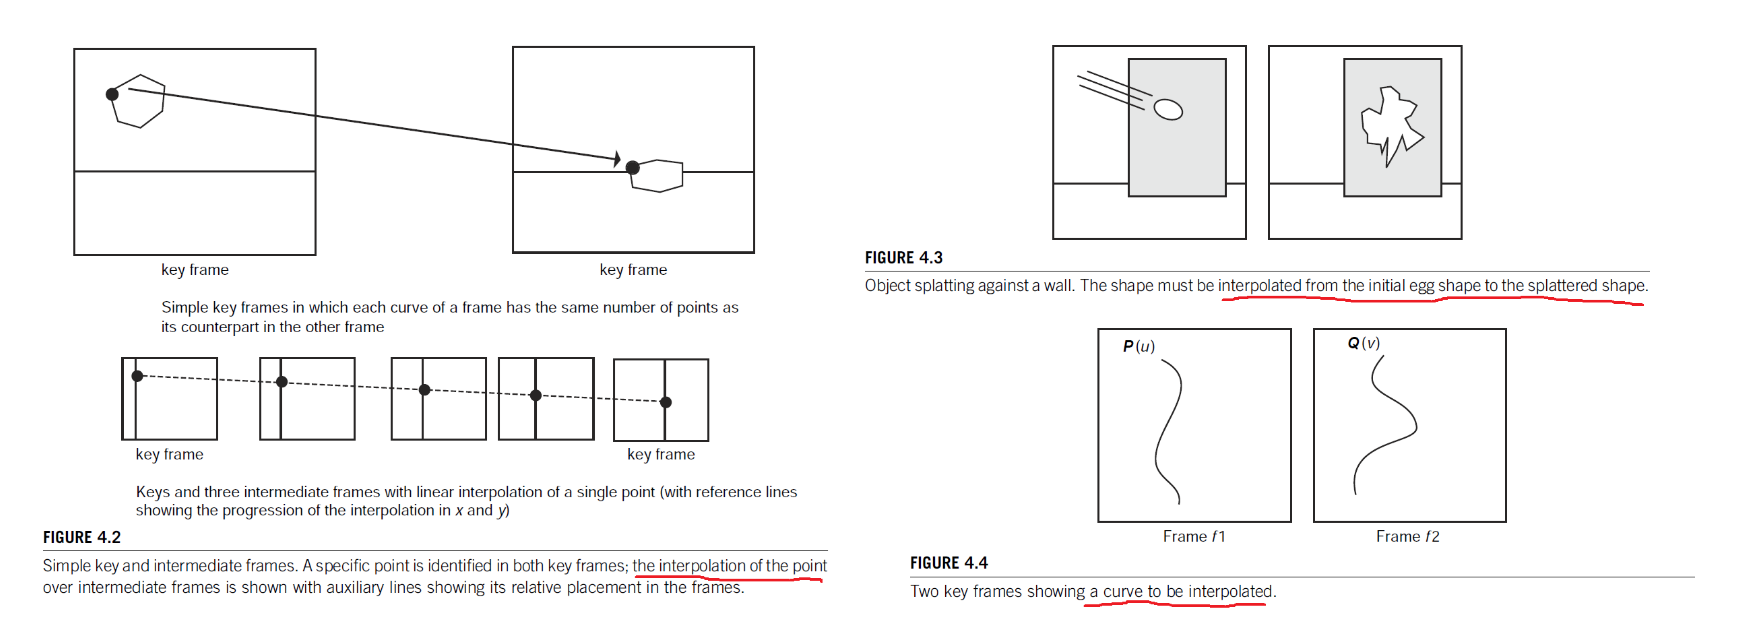 key frame
key frame
Simple key frames in which each curve of a frame has the same number of points as
its counterpart in the other frame
key frame
key frame
Keys and three intermediate frames with linear interpolation of a single point (with reference lines
showing the progression of the interpolation in x and y)
FIGURE 4.2
Simple key and intermediate frames. A specific point is identified in both key frames; the interpolation of the point
over intermediate frames is shown with auxiliary lines showing its relative placement in the frames.
FIGURE 4.3
Object splatting against a wall. The shape must be interpolated from the initial egg shape to the splattered shape.
P(u)
Q(v)
Frame f1
Frame f2
FIGURE 4.4
Two key frames showing a curve to be interpolated.